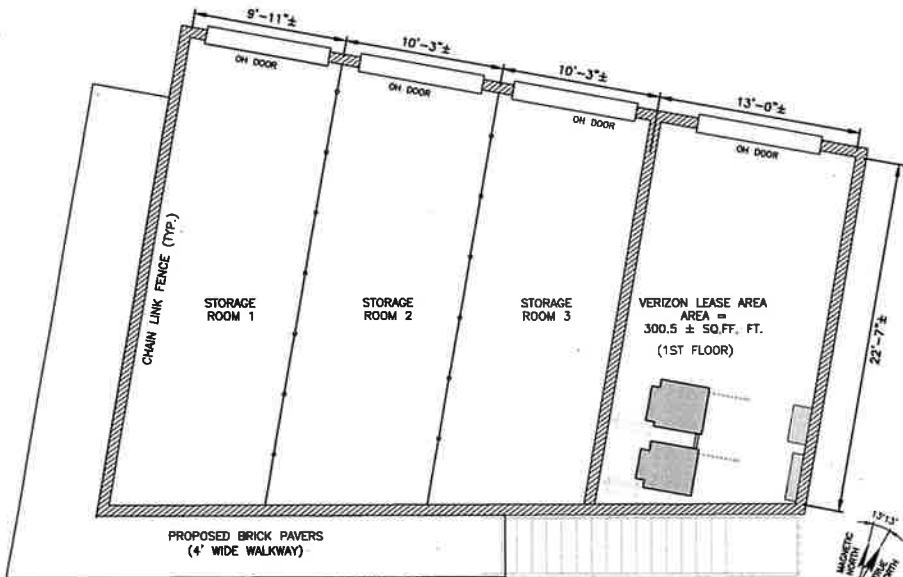 9'-11"±
10'-3"±
10'-3"±
13'-0"±
OH DOOR
OH DOOR
OH DOOR
OH DOOR
22'-7"±
CHAIN LINK FENCE (TYP.)
STORAGE
ROOM 1
STORAGE
ROOM 2
STORAGE
ROOM 3
VERIZON LEASE AREA
AREA =
300.5 ± SQ.FF. FT.
(1ST FLOOR)
PROPOSED BRICK PAVERS
(4' WIDE WALKWAY)
13'13'
MAGNETIC
NORTH
TRUE
NORTH